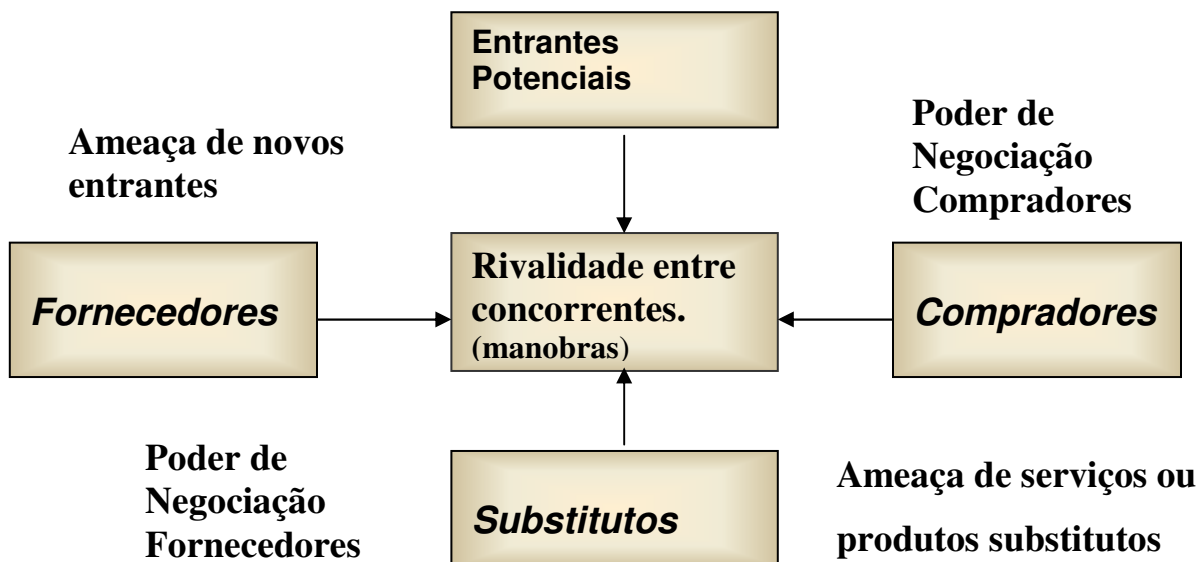 Entrantes
Potenciais
Ameaça de novos
entrantes
Poder de
Negociação
Compradores
Fornecedores
Rivalidade entre
concorrentes.
(manobras)
Compradores
Poder de
Negociação
Fornecedores
Substitutos
Ameaça de serviços ou
produtos substitutos